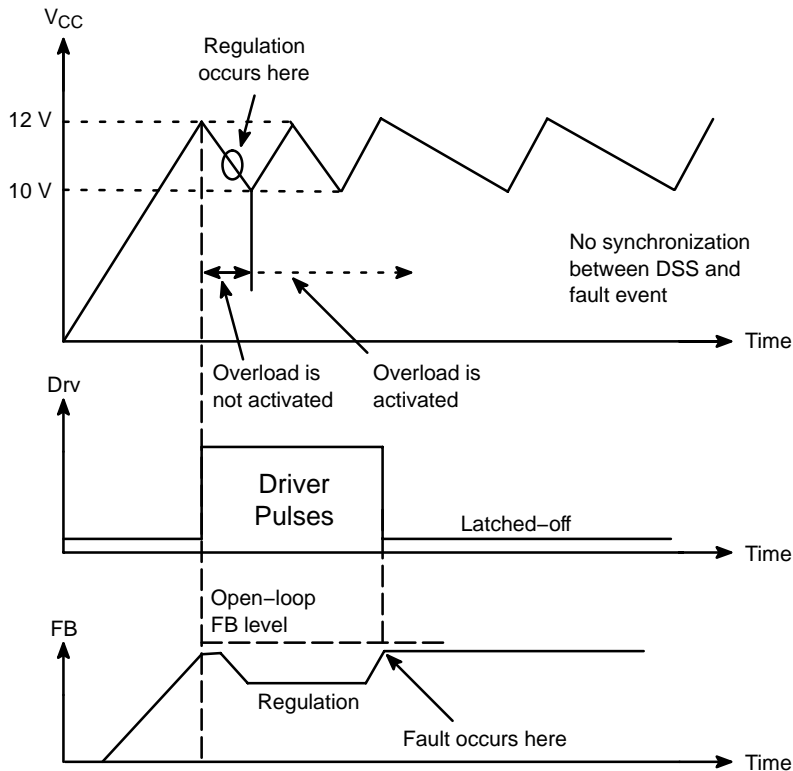 V_CC
Regulation
occurs here
12 V
10 V
No synchronization
between DSS and
fault event
Time
Overload is
not activated
Overload is
activated
Drv
Driver
Pulses
Latched−off
Time
Open−loop
FB level
FB
Regulation
Fault occurs here
Time